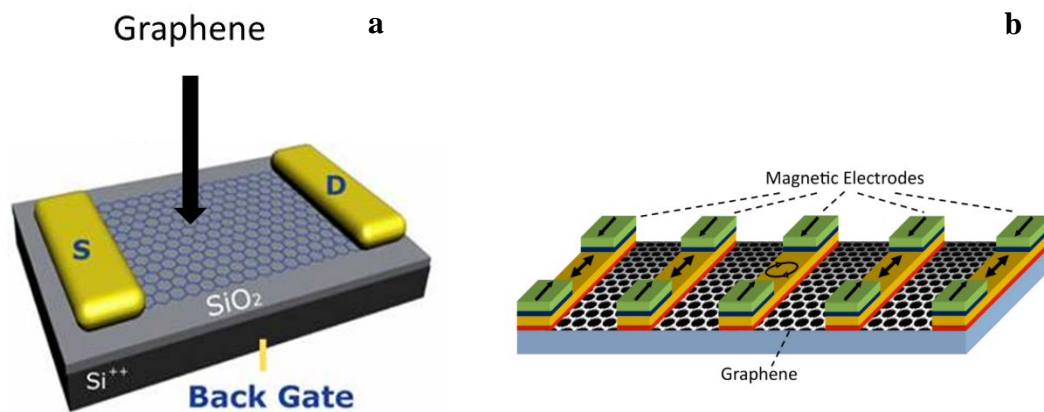 Graphene
a
S
D
SiO₂
Si⁺⁺
Back Gate
b
Magnetic Electrodes
Graphene